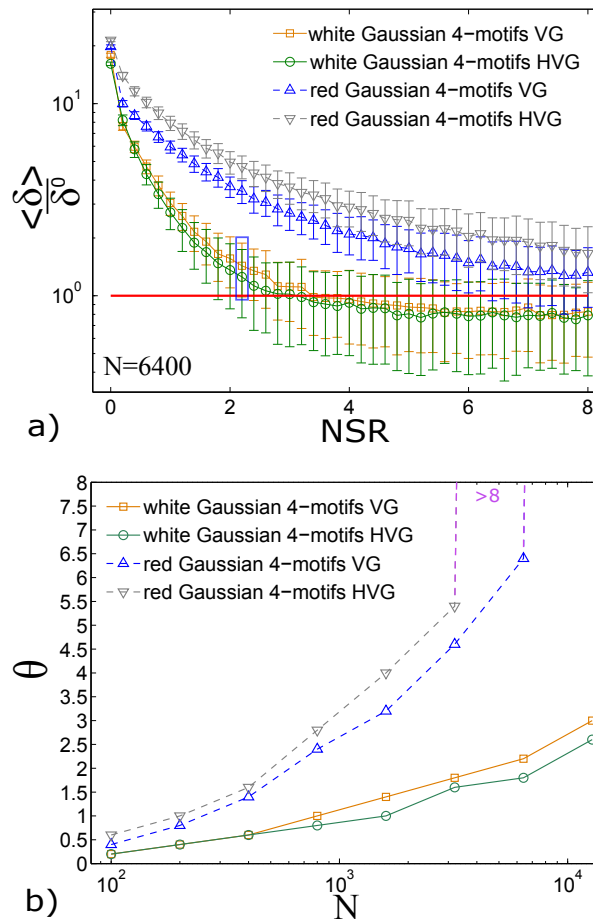 white Gaussian 4−motifs VG
white Gaussian 4−motifs HVG
red Gaussian 4−motifs VG
red Gaussian 4−motifs HVG
10¹
10⁰
<δ>
δ⁰
N=6400
0 2 4 6 8
a) NSR
8
7.5
7
6.5
6
5.5
5
4.5
4
3.5
3
2.5
2
1.5
1
0.5
0
>8
white Gaussian 4−motifs VG
white Gaussian 4−motifs HVG
red Gaussian 4−motifs VG
red Gaussian 4−motifs HVG
θ
10² 10³ 10⁴
b) N